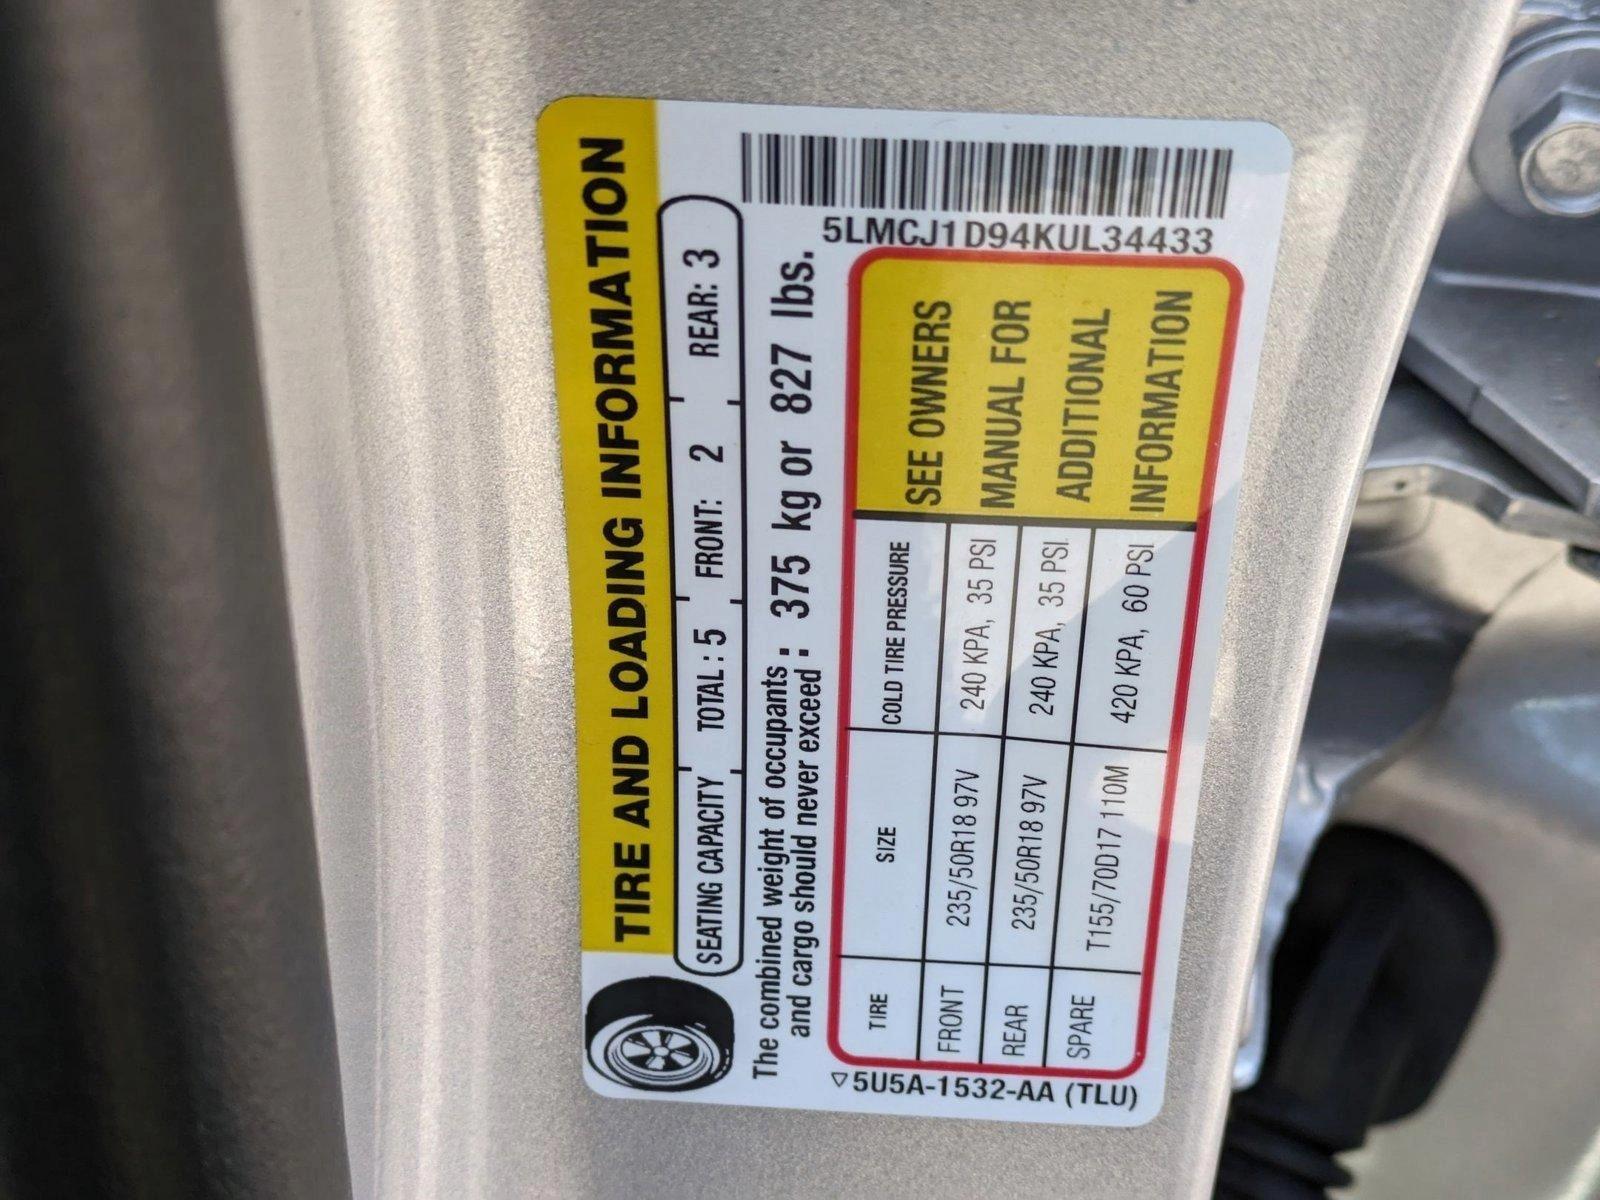 TIRE AND LOADING INFORMATION
SEATING CAPACITY TOTAL : 5 FRONT: 2 REAR: 3
The combined weight of occupants
and cargo should never exceed : 375 kg or 827 lbs.
5LMCJ1D94KUL34433
TIRE SIZE COLD TIRE PRESSURE
FRONT 235/50R18 97V 240 KPA, 35 PSI
REAR 235/50R18 97V 240 KPA, 35 PSI
SPARE T155/70D17 110M 420 KPA, 60 PSI
SEE OWNERS
MANUAL FOR
ADDITIONAL
INFORMATION
▽5U5A-1532-AA (TLU)